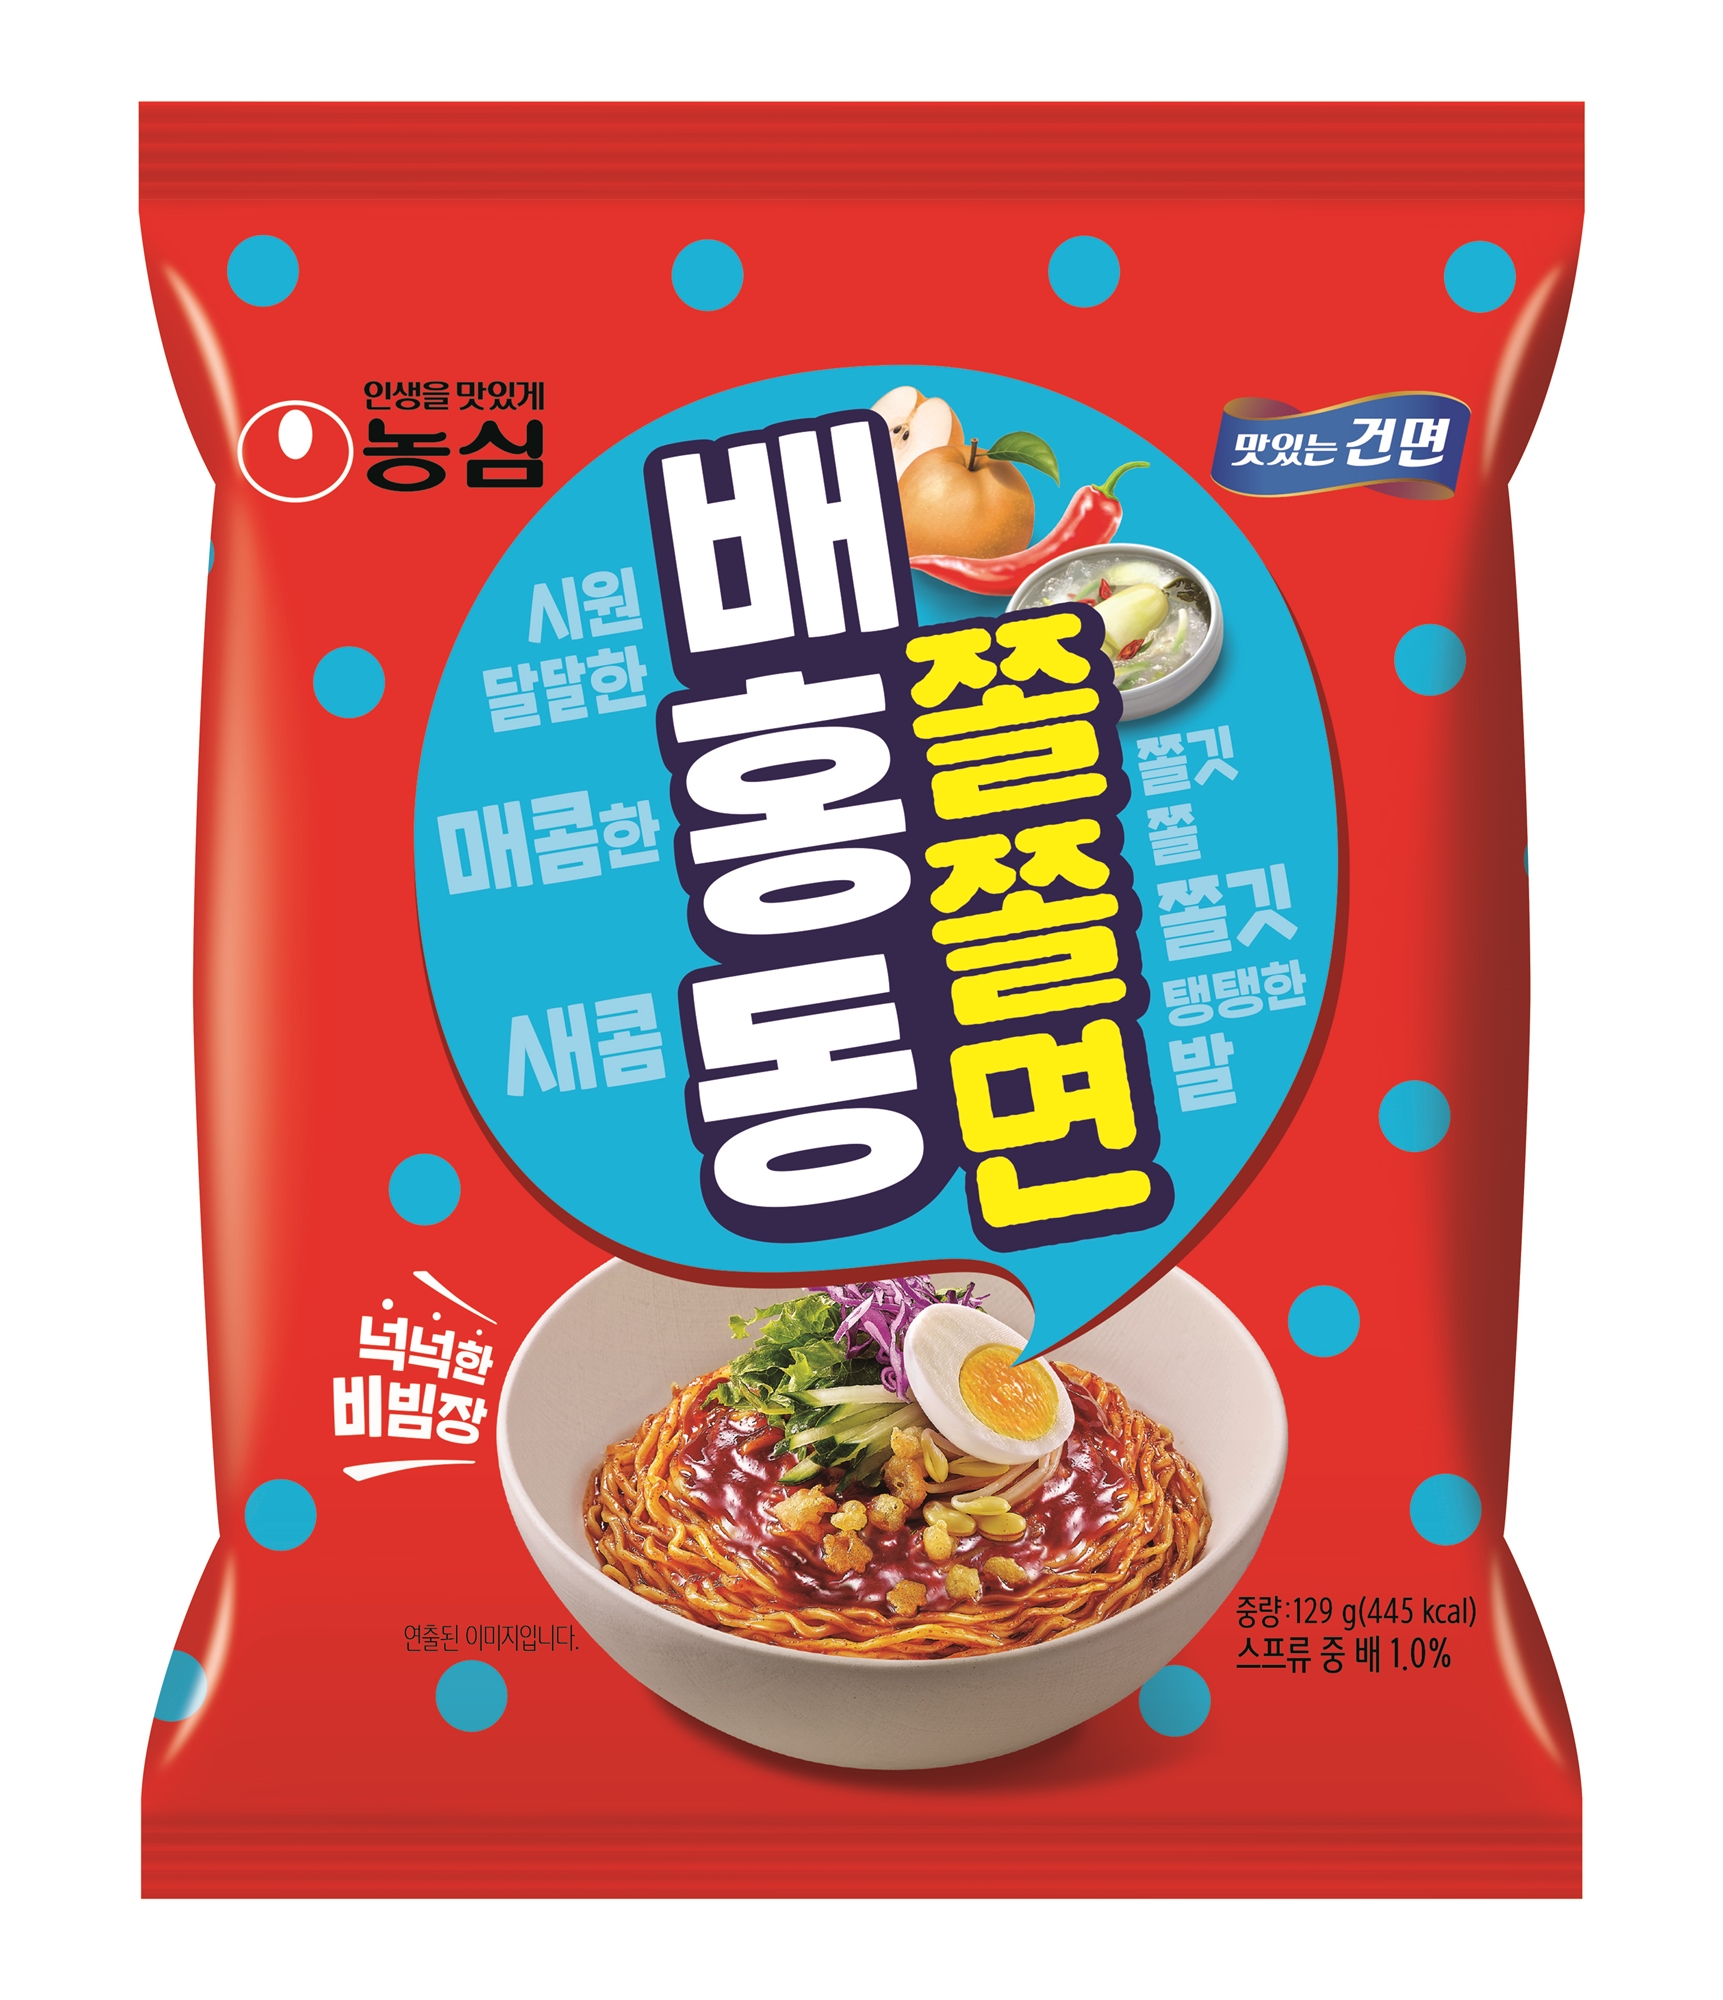 인생을 맛있게
농심
맛있는 건면
배홍동
쫄쫄면
시원
달달한
매콤한
새콤
쫄깃
쫄
쫄깃
탱탱한
발
넉넉한
비빔장
연출된 이미지입니다.
중량:129 g(445 kcal)
스프류 중 배 1.0%